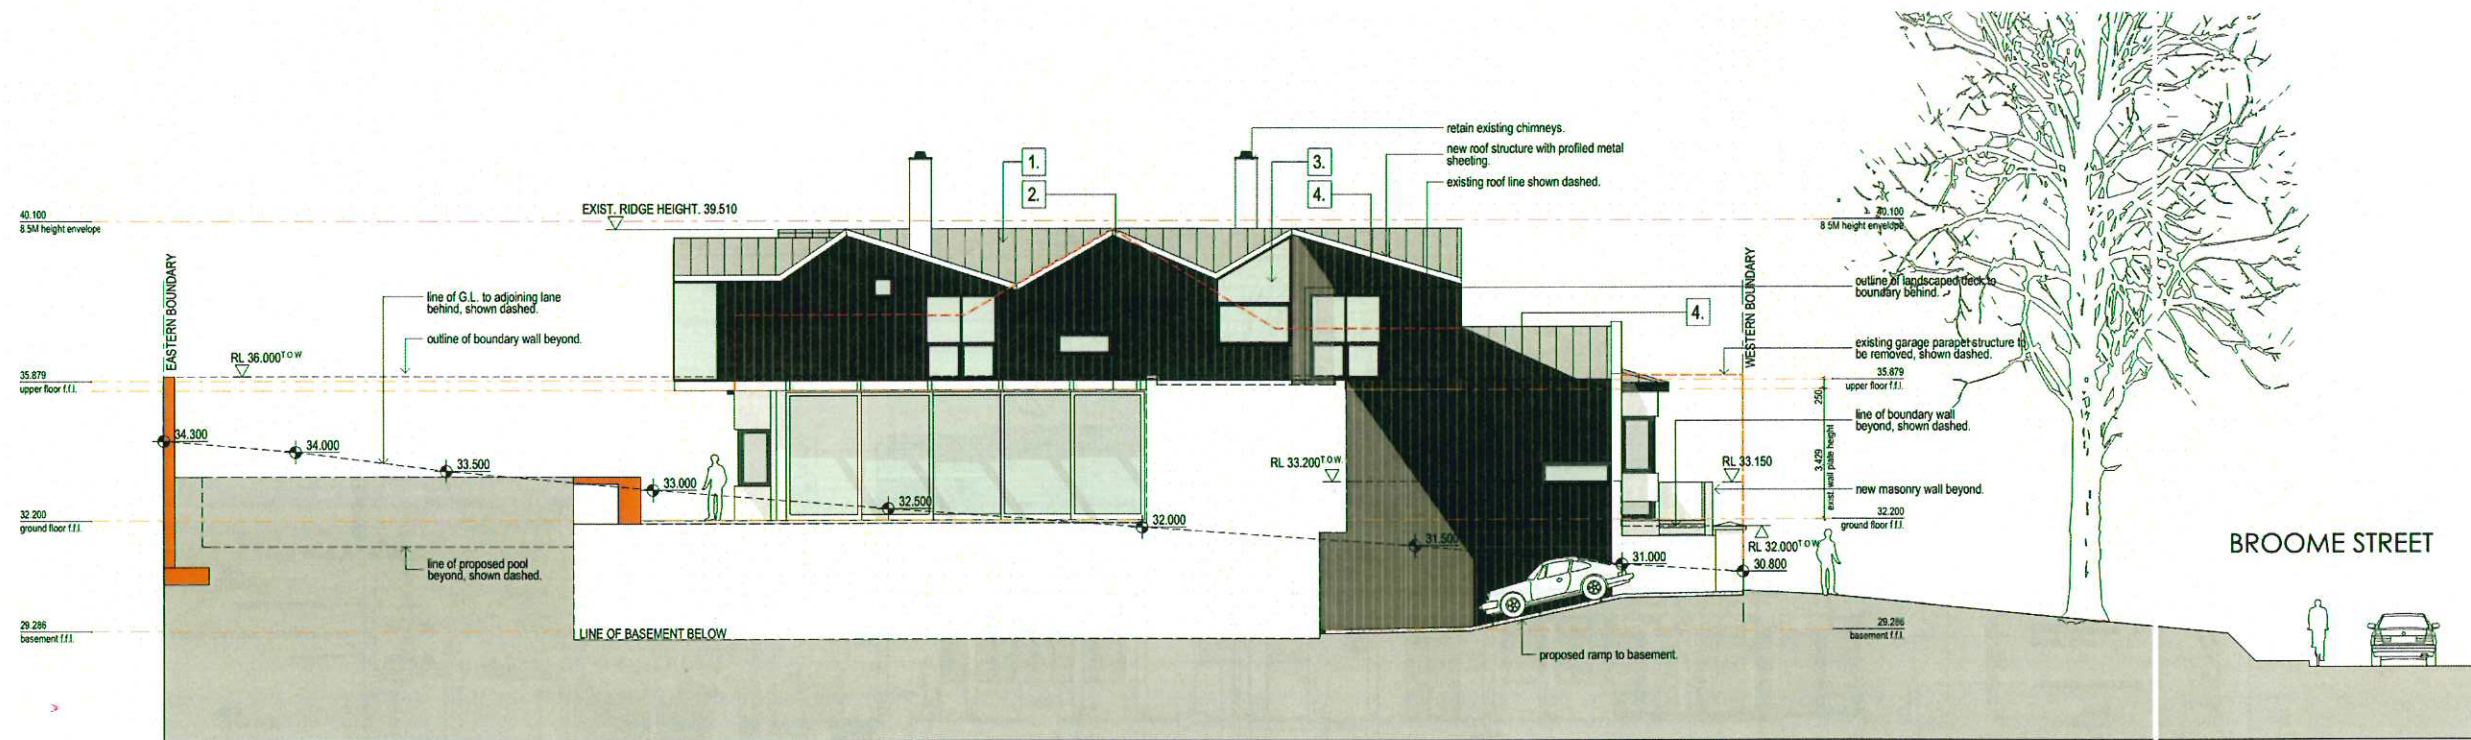 retain existing chimneys.
new roof structure with profiled metal
sheeting.
existing roof line shown dashed.
1.
2.
3.
4.
EXIST. RIDGE HEIGHT. 39.510
40.100
8.5M height envelope
40.100
8.5M height envelope
EASTERN BOUNDARY
line of G.L. to adjoining lane
behind, shown dashed.
outline of boundary wall beyond.
RL 36.000 T O W
35.879
upper floor f.f.l.
34.300
34.000
33.500
33.000
32.500
32.000
31.500
31.000
30.800
32.200
ground floor f.f.l.
line of proposed pool
beyond, shown dashed.
29.286
basement f.f.l.
LINE OF BASEMENT BELOW
RL 33.200 T.O.W.
proposed ramp to basement.
4.
WESTERN BOUNDARY
outline of landscaped deck to
boundary behind.
existing garage parapet structure to
be removed, shown dashed.
35.879
upper floor f.f.l.
250
3,429
exist. wall plate height
line of boundary wall
beyond, shown dashed.
RL 33.150
new masonry wall beyond.
32.200
ground floor f.f.l.
RL 32.000 T O W
29.286
basement f.f.l.
BROOME STREET